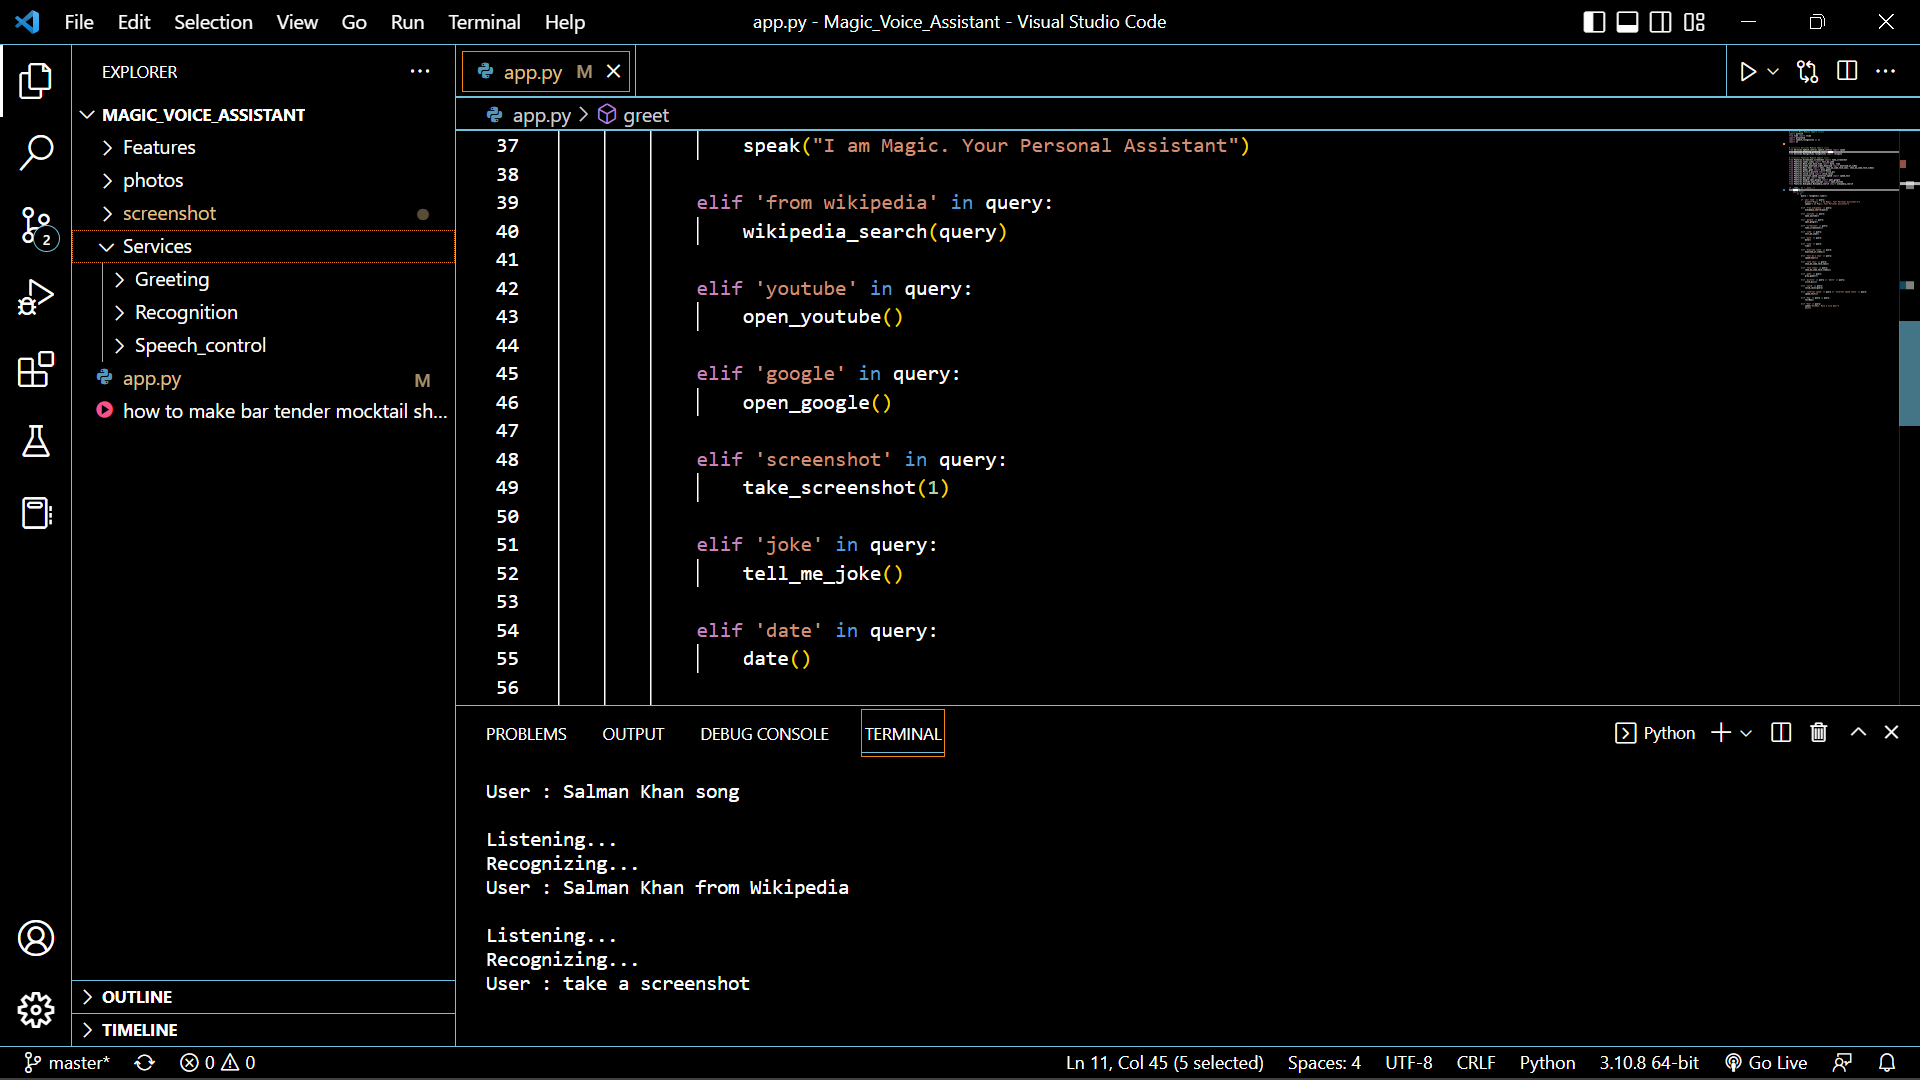 File Edit Selection View Go Run Terminal Help
app.py - Magic_Voice_Assistant - Visual Studio Code
EXPLORER
MAGIC_VOICE_ASSISTANT
Features
photos
screenshot
2
Services
Greeting
Recognition
Speech_control
app.py M
how to make bar tender mocktail sh...
OUTLINE
TIMELINE
app.py M
app.py > greet
37 speak("I am Magic. Your Personal Assistant")
38
39 elif 'from wikipedia' in query:
40 wikipedia_search(query)
41
42 elif 'youtube' in query:
43 open_youtube()
44
45 elif 'google' in query:
46 open_google()
47
48 elif 'screenshot' in query:
49 take_screenshot(1)
50
51 elif 'joke' in query:
52 tell_me_joke()
53
54 elif 'date' in query:
55 date()
56
PROBLEMS OUTPUT DEBUG CONSOLE TERMINAL
Python
User : Salman Khan song
Listening...
Recognizing...
User : Salman Khan from Wikipedia
Listening...
Recognizing...
User : take a screenshot
master* 0 0 Ln 11, Col 45 (5 selected) Spaces: 4 UTF-8 CRLF Python 3.10.8 64-bit Go Live